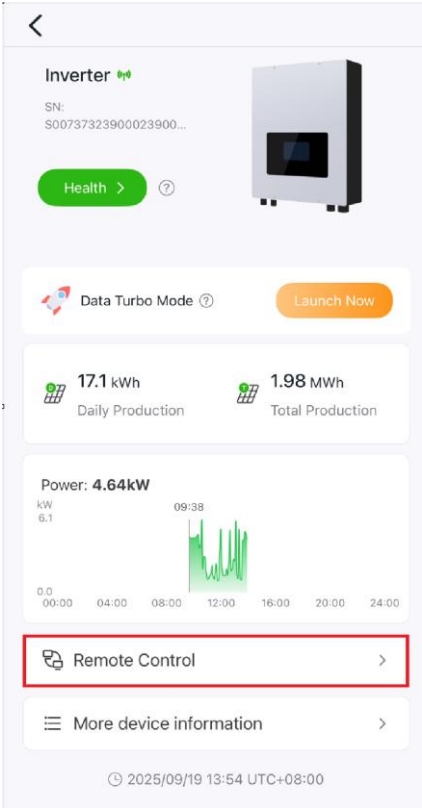 Inverter
SN:
S00737323900023900...
Health >
Data Turbo Mode ?
Launch Now
17.1 kWh
Daily Production
1.98 MWh
Total Production
Power: 4.64kW
kW
6.1
09:38
0.0
00:00 04:00 08:00 12:00 16:00 20:00 24:00
Remote Control
More device information
2025/09/19 13:54 UTC+08:00